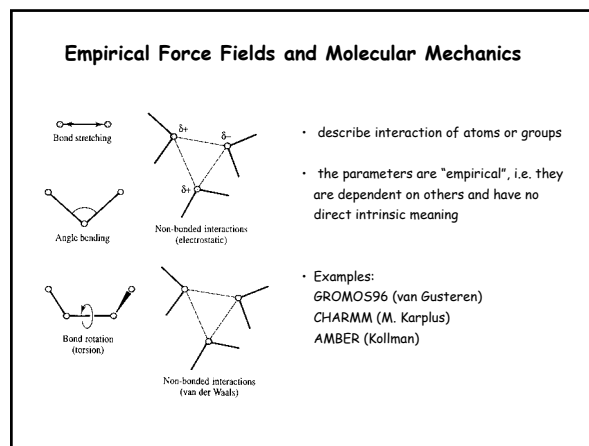 Empirical Force Fields and Molecular Mechanics
Bond stretching
δ+
δ−
δ+
Angle bending
Non-bonded interactions
(electrostatic)
Bond rotation
(torsion)
Non-bonded interactions
(van der Waals)
• describe interaction of atoms or groups
• the parameters are “empirical”, i.e. they
are dependent on others and have no
direct intrinsic meaning
• Examples:
GROMOS96 (van Gusteren)
CHARMM (M. Karplus)
AMBER (Kollman)